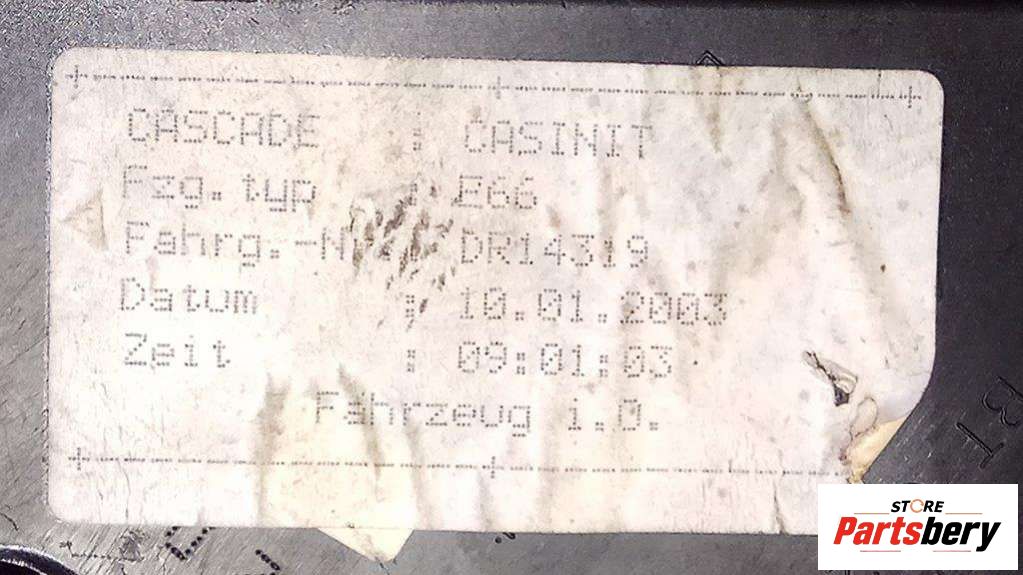 CASCADE : CASINIT
Fzg.typ : E66
Fahrg.-Nr. : DR14319
Datum : 10.01.2003
Zeit : 09:01:03
Fahrzeug i.O.
STORE
Partsbery